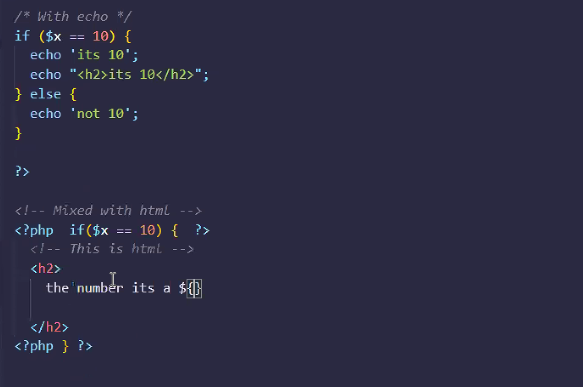 /* With echo */
if ($x == 10) {
echo 'its 10';
echo "<h2>its 10</h2>";
} else {
echo 'not 10';
}
?>
<!-- Mixed with html -->
<?php  if($x == 10) {  ?>
<!-- This is html -->
<h2>
the number its a ${}
</h2>
<?php } ?>